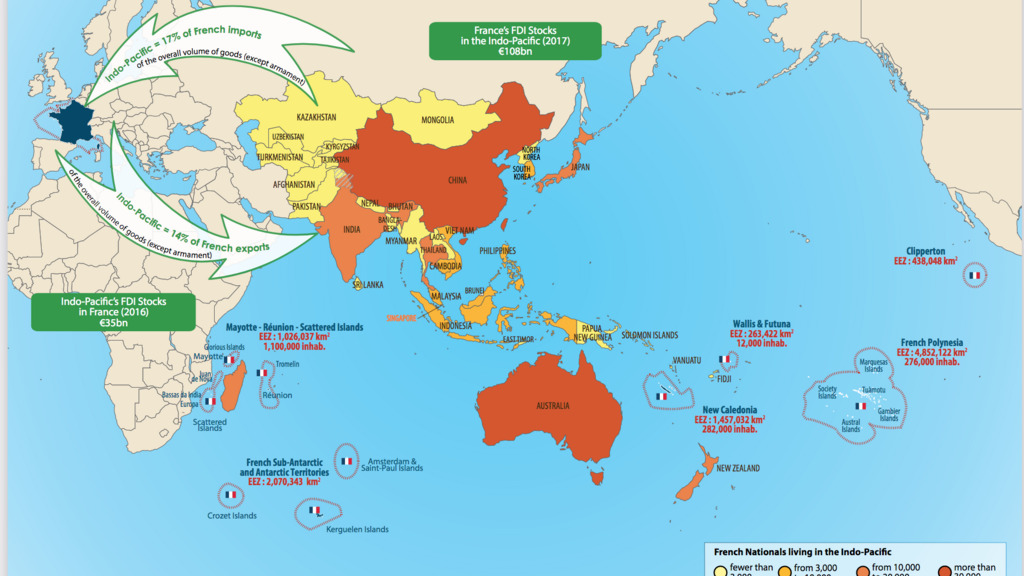 Indo-Pacific = 17% of French imports
of the overall volume of goods (except armament)
France's FDI Stocks
in the Indo-Pacific (2017)
€108bn
Indo-Pacific = 14% of French exports
of the overall volume of goods (except armament)
Indo-Pacific's FDI Stocks
in France (2016)
€35bn
KAZAKHSTAN
MONGOLIA
UZBEKISTAN
KYRGYZSTAN
TURKMENISTAN
TAJIKISTAN
AFGHANISTAN
PAKISTAN
NORTH
KOREA
SOUTH
KOREA
JAPAN
CHINA
NEPAL
BHUTAN
BANGLA-
DESH
INDIA
MYANMAR
LAOS
VIET NAM
THAILAND
CAMBODIA
PHILIPPINES
SRI LANKA
MALAYSIA
BRUNEI
SINGAPORE
INDONESIA
EAST TIMOR
PAPUA
NEW GUINEA
SOLOMON ISLANDS
VANUATU
FIDJI
AUSTRALIA
NEW ZEALAND
Clipperton
EEZ : 438,048 km²
Mayotte - Réunion - Scattered Islands
EEZ : 1,026,037 km²
1,100,000 inhab.
Glorious Islands
Mayotte
Juan
de Nova
Bassas da India
Europa
Scattered
Islands
Tromelin
Réunion
Wallis & Futuna
EEZ : 263,422 km²
12,000 inhab.
French Polynesia
EEZ : 4,852,122 km²
276,000 inhab.
Marquesas
Islands
Society
Islands
Tuamotu
Gambier
Islands
Austral
Islands
New Caledonia
EEZ : 1,457,032 km²
282,000 inhab.
French Sub-Antarctic
and Antarctic Territories
EEZ : 2,070,343 km²
Amsterdam &
Saint-Paul Islands
Crozet Islands
Kerguelen Islands
French Nationals living in the Indo-Pacific
fewer than
from 3,000
from 10,000
more than